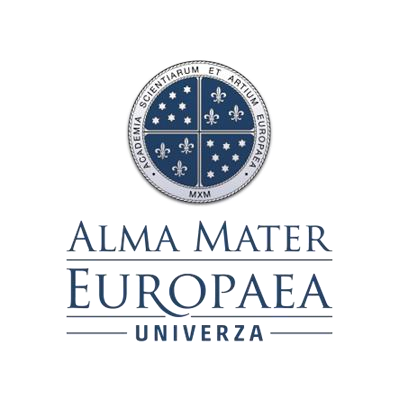 ACADEMIA SCIENTIARUM ET ARTIUM EUROPAEA
MXM
ALMA MATER
EUROPAEA
UNIVERZA